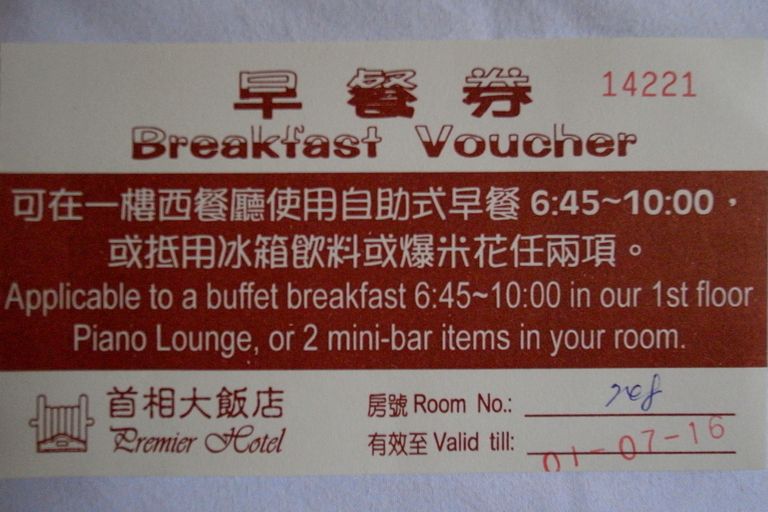 早餐券 14221
Breakfast Voucher
可在一樓西餐廳使用自助式早餐 6:45~10:00，
或抵用冰箱飲料或爆米花任兩項。
Applicable to a buffet breakfast 6:45~10:00 in our 1st floor
Piano Lounge, or 2 mini-bar items in your room.
首相大飯店
Premier Hotel
房號 Room No.:
有效至 Valid till: 01-07-16